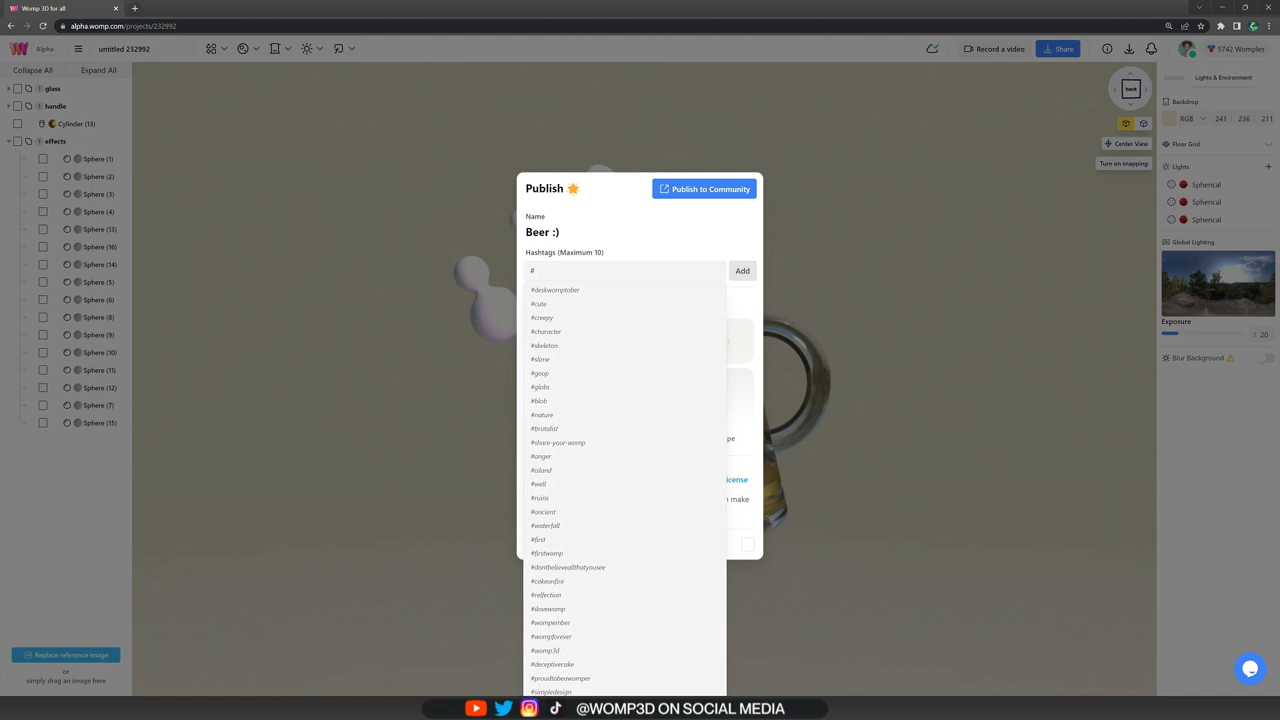 Womp 3D for all
alpha.womp.com/projects/232992
Alpha
untitled 232992
Record a video
Share
5742 Womples
Collapse All
Expand All
glass
handle
Cylinder (13)
effects
Sphere (1)
Sphere (2)
Sphere (3)
Sphere (4)
Sphere (13)
Sphere (16)
Sphere (14)
Sphere (5)
Sphere (6)
Sphere (8)
Sphere (9)
Sphere (10)
Sphere (11)
Sphere (12)
Sphere (7)
Sphere (15)
Replace reference image
or
simply drag an image here
Publish
Publish to Community
Name
Beer :)
Hashtags (Maximum 10)
#
Add
#deskwomptober
#cute
#creepy
#character
#skeleton
#slime
#goop
#globs
#blob
#nature
#brutalist
#share-your-womp
#anger
#island
#well
#ruins
#ancient
#waterfall
#first
#firstwomp
#dontbelieveallthatyousee
#cakeonfire
#relfection
#ilovewomp
#wompember
#wompforever
#womp3d
#deceptivecake
#proudtobeawomper
#simpledesign
pe
icense
n make
back
Center View
Turn on snapping
Objects
Lights & Environment
Backdrop
RGB
241
236
211
Floor Grid
Lights
Spherical
Spherical
Spherical
Global Lighting
Exposure
20
Blur Background
@WOMP3D ON SOCIAL MEDIA